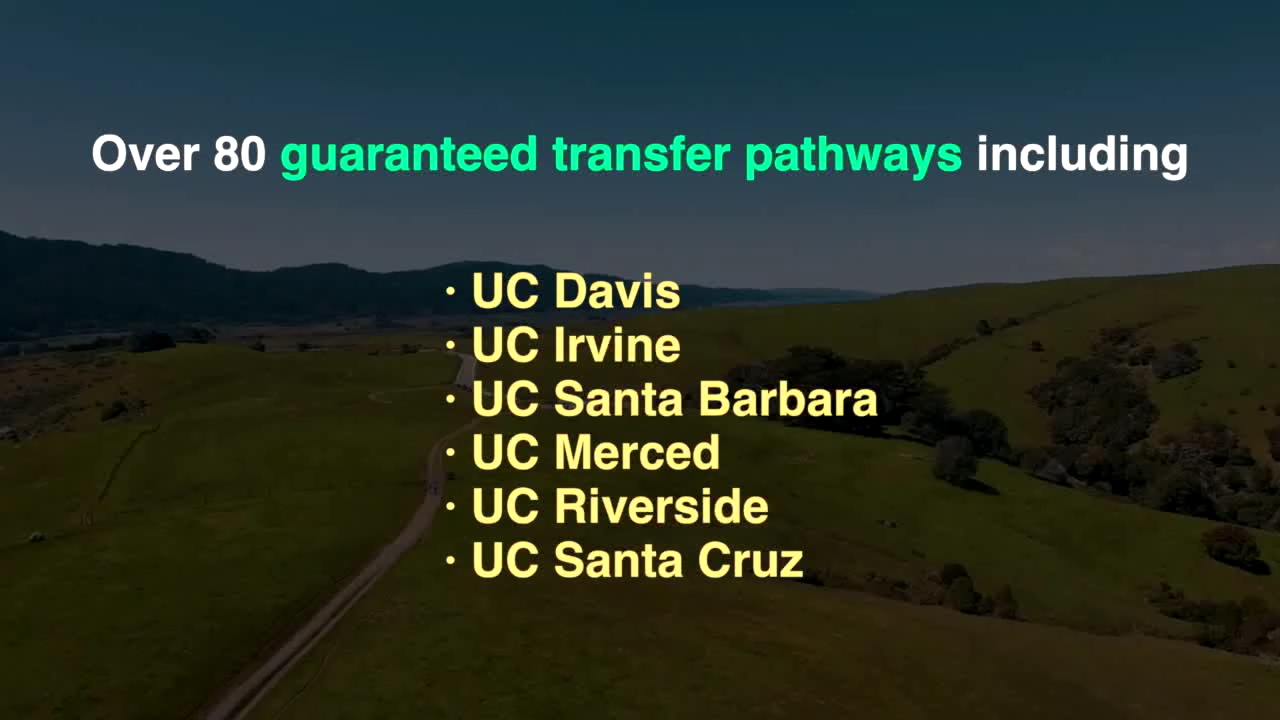 Over 80 guaranteed transfer pathways including
· UC Davis
· UC Irvine
· UC Santa Barbara
· UC Merced
· UC Riverside
· UC Santa Cruz